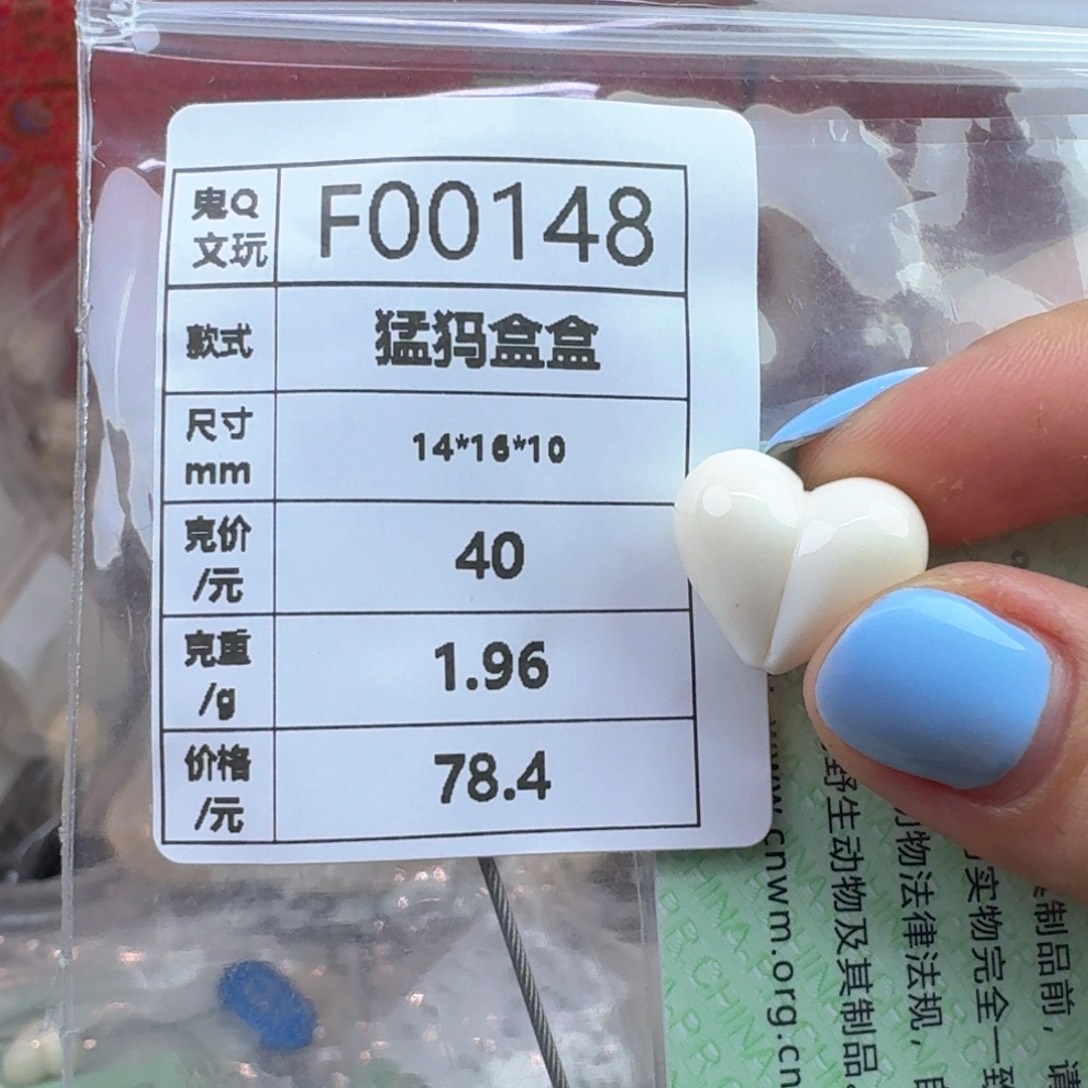 鬼Q
文玩
F00148
款式
猛犸盒盒
尺寸
mm
14*16*10
克价
/元
40
克重
/g
1.96
价格
/元
78.4
制品前，请
实物完全一致
物法律法规，
野生动物及其制品
www.cnwm.org.cn